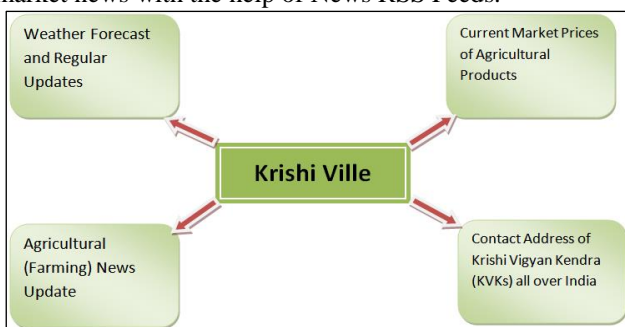 market news with the help of News RSS Feeds.
Weather Forecast
and Regular
Updates
Current Market Prices
of Agricultural
Products
Krishi Ville
Agricultural
(Farming) News
Update
Contact Address of
Krishi Vigyan Kendra
(KVKs) all over India